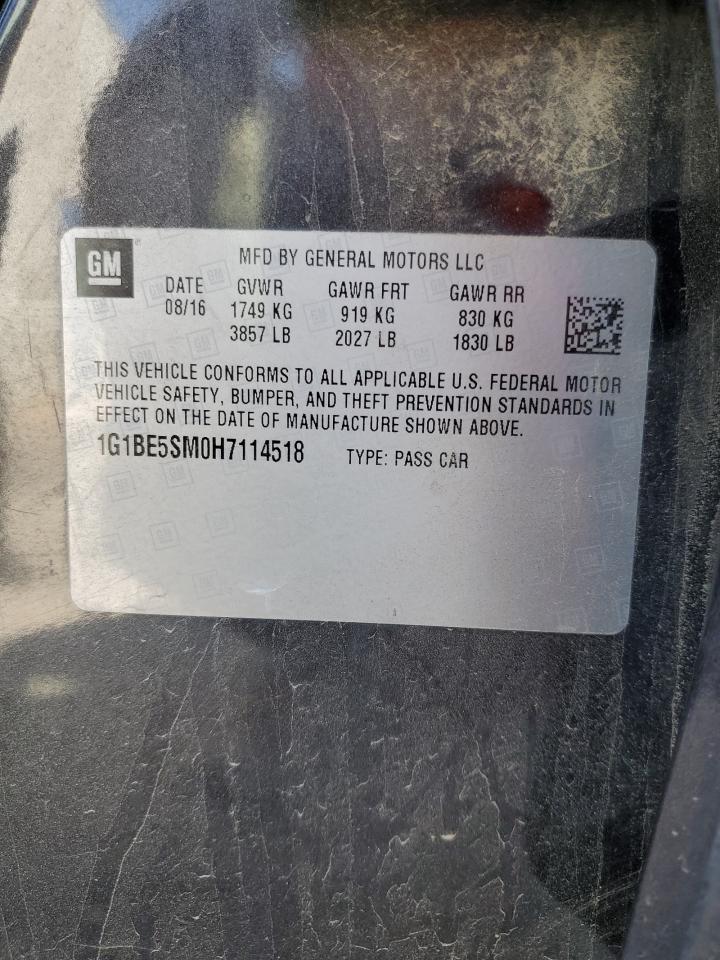 GM
MFD BY GENERAL MOTORS LLC
DATE GVWR GAWR FRT GAWR RR
08/16 1749 KG 919 KG 830 KG
3857 LB 2027 LB 1830 LB
THIS VEHICLE CONFORMS TO ALL APPLICABLE U.S. FEDERAL MOTOR
VEHICLE SAFETY, BUMPER, AND THEFT PREVENTION STANDARDS IN
EFFECT ON THE DATE OF MANUFACTURE SHOWN ABOVE.
1G1BE5SM0H7114518 TYPE: PASS CAR